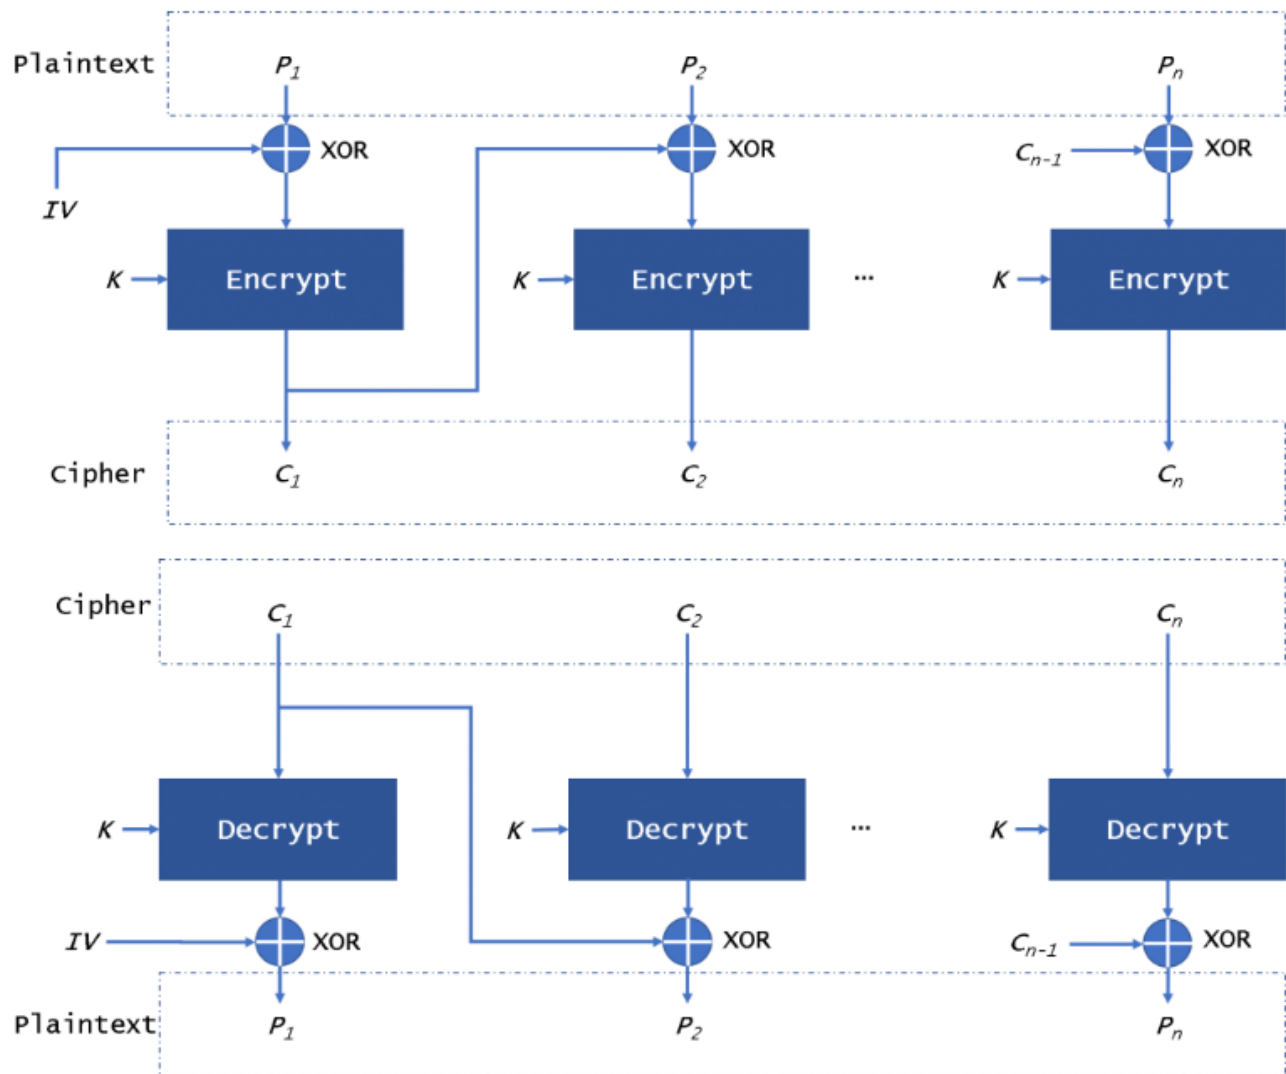 Plaintext P₁ P₂ Pₙ
XOR XOR Cₙ₋₁ XOR
IV
K Encrypt K Encrypt ... K Encrypt
Cipher C₁ C₂ Cₙ
Cipher C₁ C₂ Cₙ
K Decrypt K Decrypt ... K Decrypt
IV XOR XOR Cₙ₋₁ XOR
Plaintext P₁ P₂ Pₙ